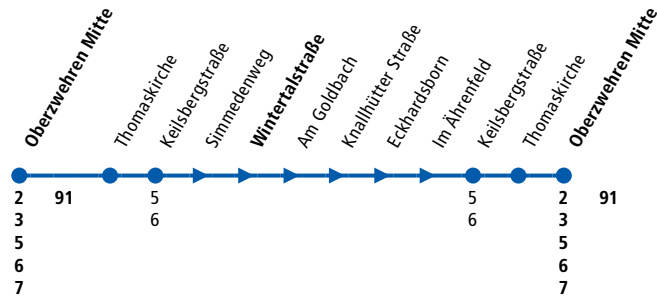 Oberzwehren Mitte
Thomaskirche
Keilsbergstraße
Simmedenweg
Wintertalstraße
Am Goldbach
Knallhütter Straße
Eckhardsborn
Im Ährenfeld
Keilsbergstraße
Thomaskirche
Oberzwehren Mitte
2 91 5 5 2 91
3 6 6 3
5 5
6 6
7 7